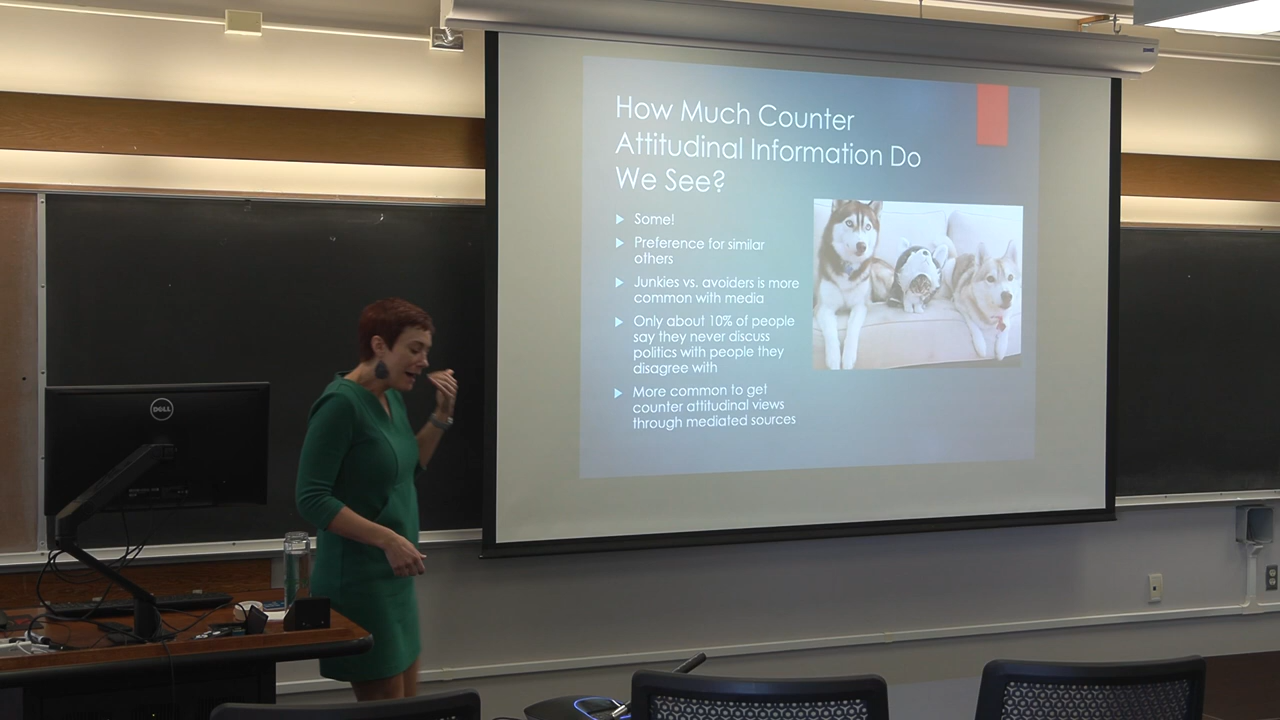 How Much Counter
Attitudinal Information Do
We See?
Some!
Preference for similar
others
Junkies vs. avoiders is more
common with media
Only about 10% of people
say they never discuss
politics with people they
disagree with
More common to get
counter attitudinal views
through mediated sources
DELL